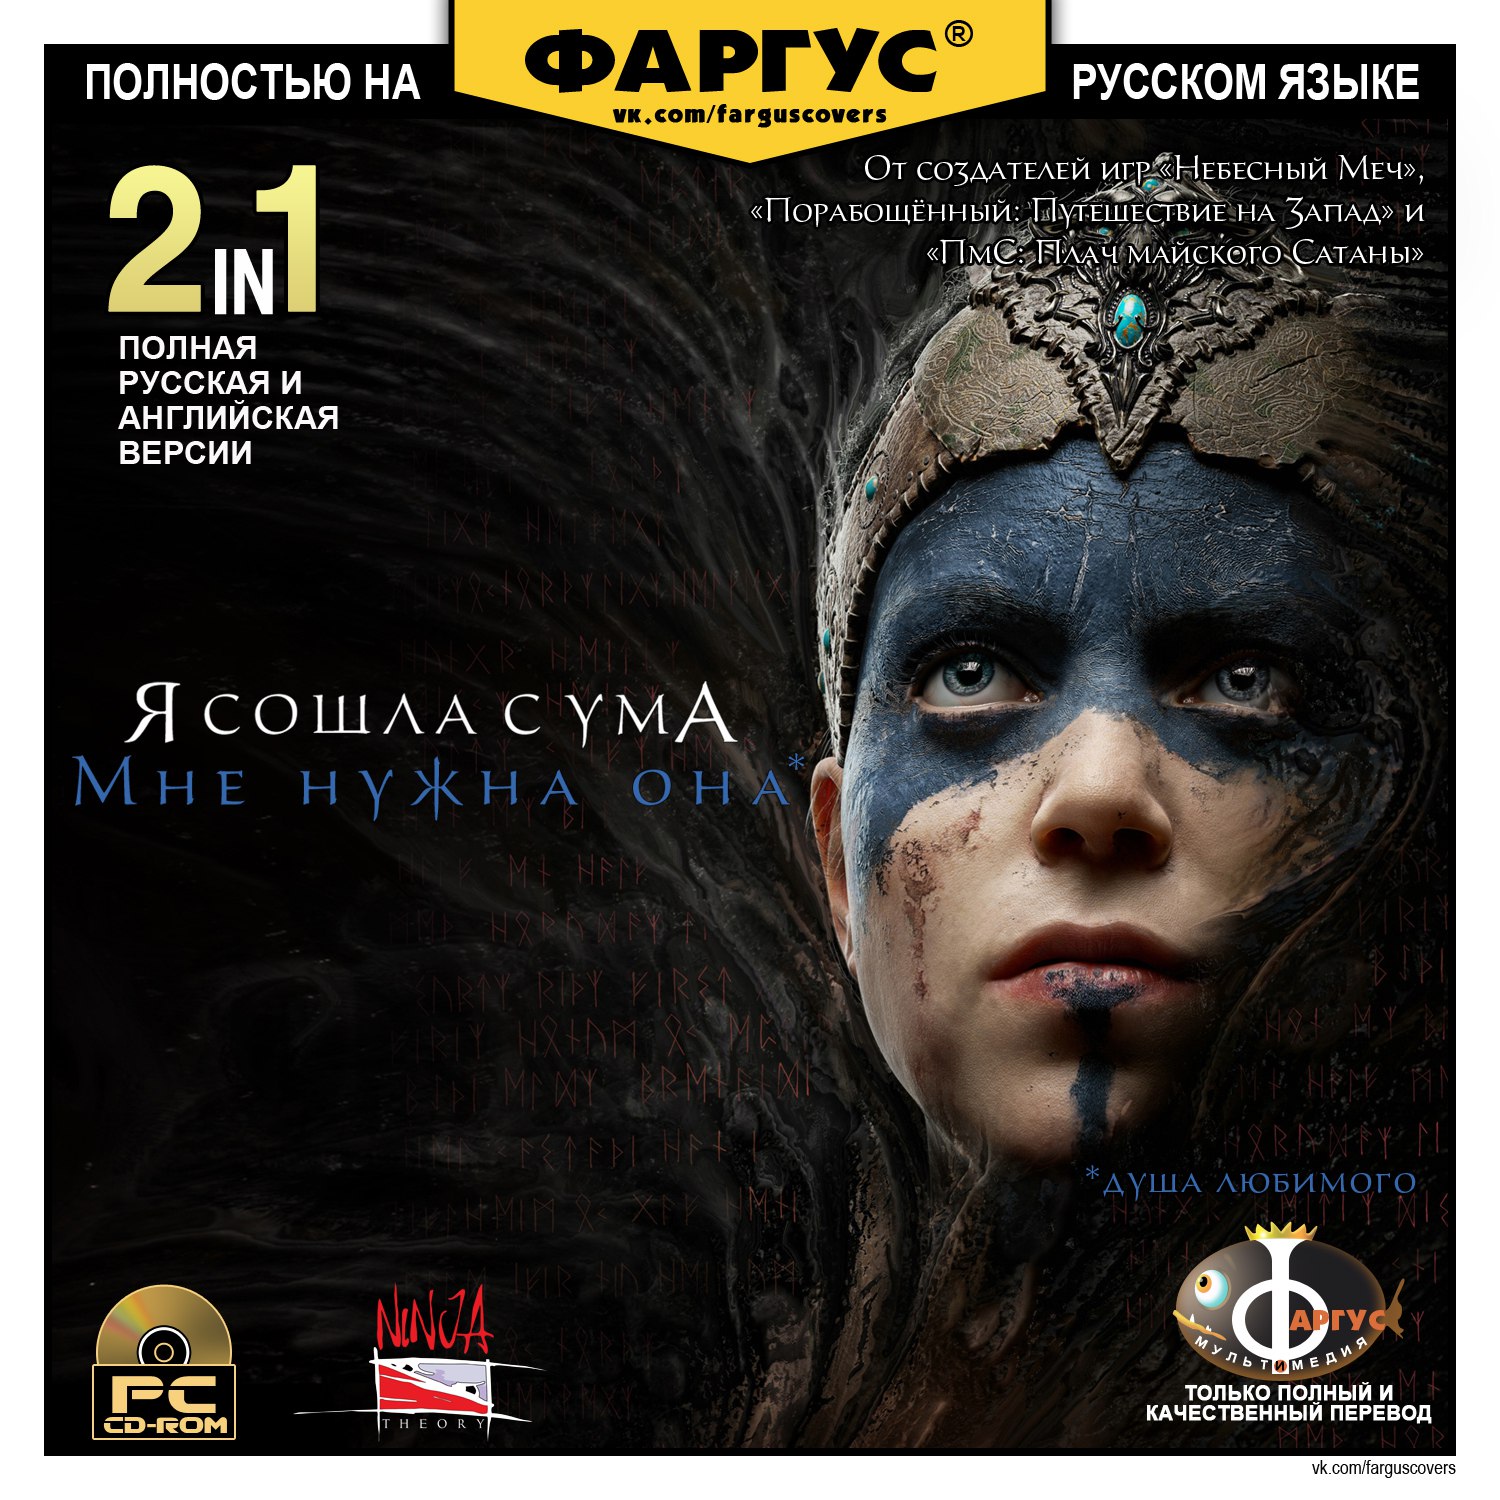 ФАРГУС®
vk.com/farguscovers
ПОЛНОСТЬЮ НА
РУССКОМ ЯЗЫКЕ
2IN1
ПОЛНАЯ
РУССКАЯ И
АНГЛИЙСКАЯ
ВЕРСИИ
От создателей игр «Небесный Меч»,
«Порабощённый: Путешествие на Запад» и
«ПмС: Плач майского Сатаны»
Я сошла с умА
Мне нужна она*
*душа любимого
PC
CD-ROM
NINJA
THEORY
ФАРГУС
МУЛЬТИМЕДИЯ
ТОЛЬКО ПОЛНЫЙ И
КАЧЕСТВЕННЫЙ ПЕРЕВОД
vk.com/farguscovers